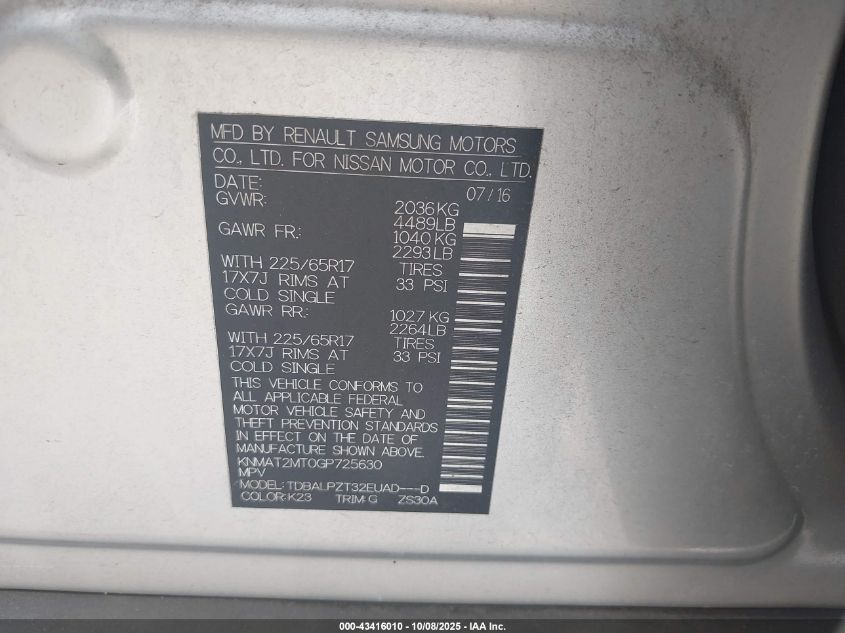 MFD BY RENAULT SAMSUNG MOTORS
CO., LTD. FOR NISSAN MOTOR CO., LTD.
DATE: 07/16
GVWR: 2036KG
4489LB
GAWR FR.: 1040KG
2293LB
WITH 225/65R17 TIRES
17X7J RIMS AT 33 PSI
COLD SINGLE
GAWR RR.: 1027KG
2264LB
WITH 225/65R17 TIRES
17X7J RIMS AT 33 PSI
COLD SINGLE
THIS VEHICLE CONFORMS TO
ALL APPLICABLE FEDERAL
MOTOR VEHICLE SAFETY AND
THEFT PREVENTION STANDARDS
IN EFFECT ON THE DATE OF
MANUFACTURE SHOWN ABOVE.
KNMAT2MT0GP725630
MPV
MODEL: TDBALPZT32EUAD---D
COLOR:K23 TRIM:G ZS30A
000-43416010 - 10/08/2025 - IAA Inc.